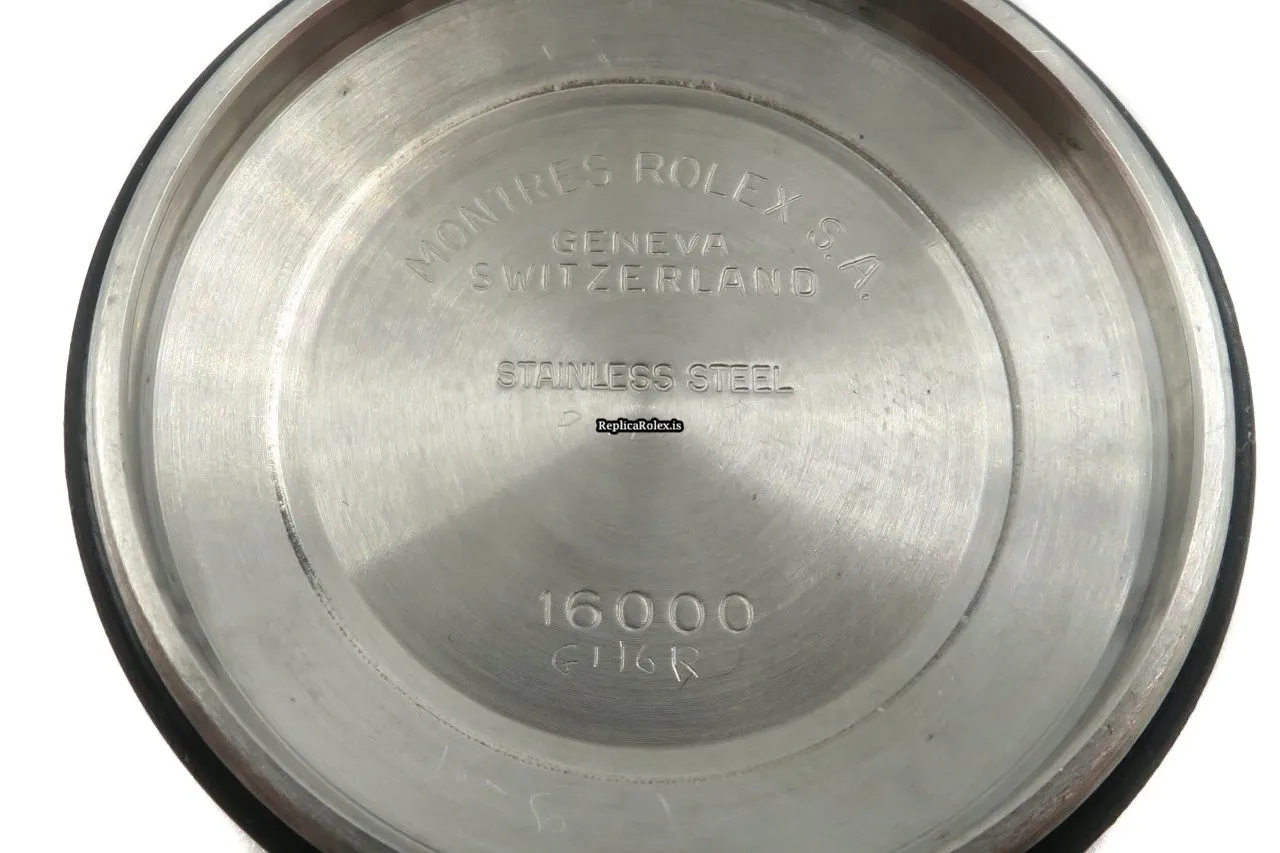 MONTRES ROLEX S.A.
GENEVA
SWITZERLAND
STAINLESS STEEL
ReplicaRolex.is
16000